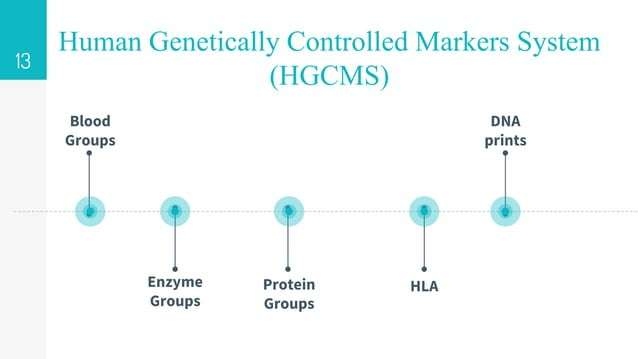 13
Human Genetically Controlled Markers System
(HGCMS)
Blood
Groups
DNA
prints
Enzyme
Groups
Protein
Groups
HLA